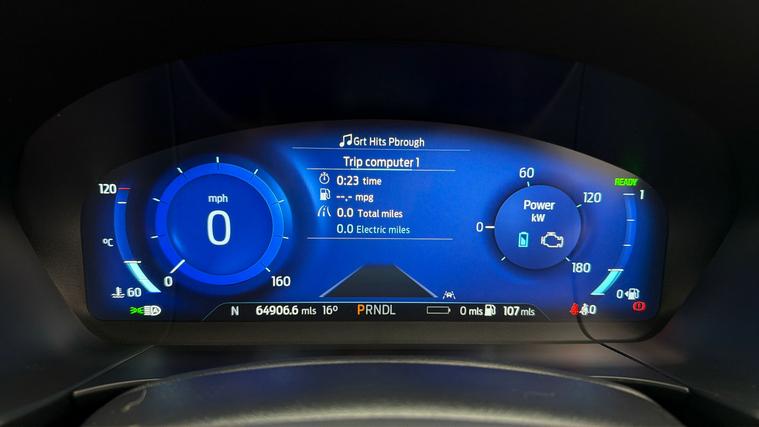 Grt Hits Pbrough
Trip computer 1
0:23 time
--.- mpg
0.0 Total miles
0.0 Electric miles
120
°C
60
mph
0
0
160
60
Power
kW
0
120
180
READY
1
0
N 64906.6 mls 16° PRNDL 0 mls 107 mls